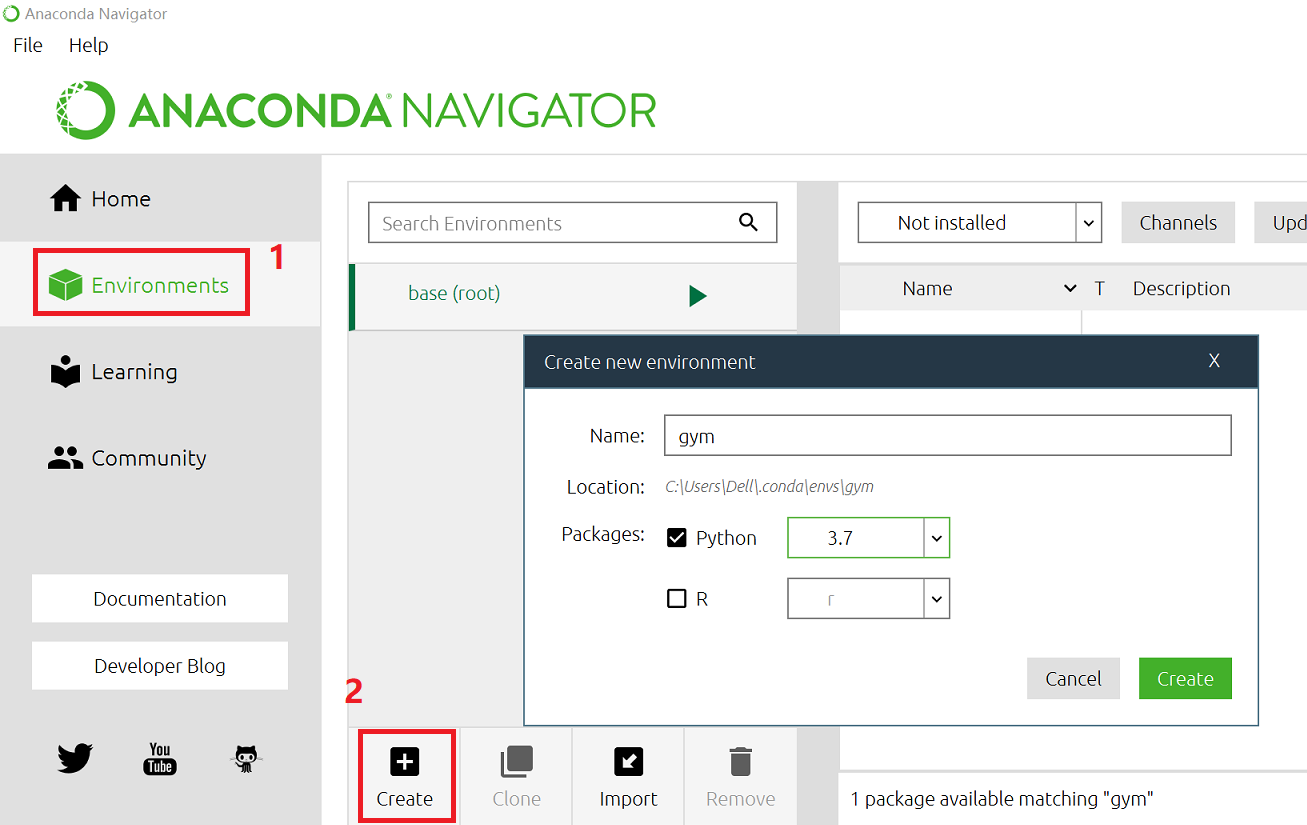 Anaconda Navigator
File Help
ANACONDA® NAVIGATOR
Home
Environments
1
Learning
Community
Documentation
Developer Blog
You
Tube
Search Environments
base (root)
Not installed
Channels
Upd
Name T Description
Create new environment X
Name: gym
Location: C:\Users\Dell\.conda\envs\gym
Packages: Python 3.7
R r
Cancel Create
2
Create Clone Import Remove
1 package available matching "gym"